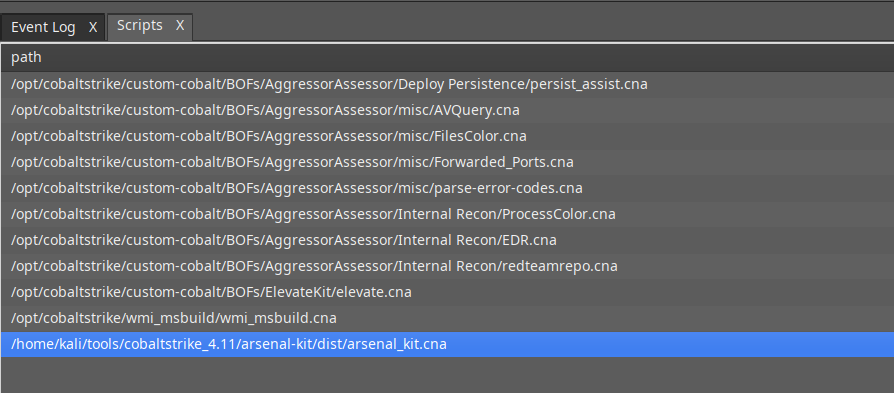 Event Log X Scripts X
path
/opt/cobaltstrike/custom-cobalt/BOFs/AggressorAssessor/Deploy Persistence/persist_assist.cna
/opt/cobaltstrike/custom-cobalt/BOFs/AggressorAssessor/misc/AVQuery.cna
/opt/cobaltstrike/custom-cobalt/BOFs/AggressorAssessor/misc/FilesColor.cna
/opt/cobaltstrike/custom-cobalt/BOFs/AggressorAssessor/misc/Forwarded_Ports.cna
/opt/cobaltstrike/custom-cobalt/BOFs/AggressorAssessor/misc/parse-error-codes.cna
/opt/cobaltstrike/custom-cobalt/BOFs/AggressorAssessor/Internal Recon/ProcessColor.cna
/opt/cobaltstrike/custom-cobalt/BOFs/AggressorAssessor/Internal Recon/EDR.cna
/opt/cobaltstrike/custom-cobalt/BOFs/AggressorAssessor/Internal Recon/redteamrepo.cna
/opt/cobaltstrike/custom-cobalt/BOFs/ElevateKit/elevate.cna
/opt/cobaltstrike/wmi_msbuild/wmi_msbuild.cna
/home/kali/tools/cobaltstrike_4.11/arsenal-kit/dist/arsenal_kit.cna